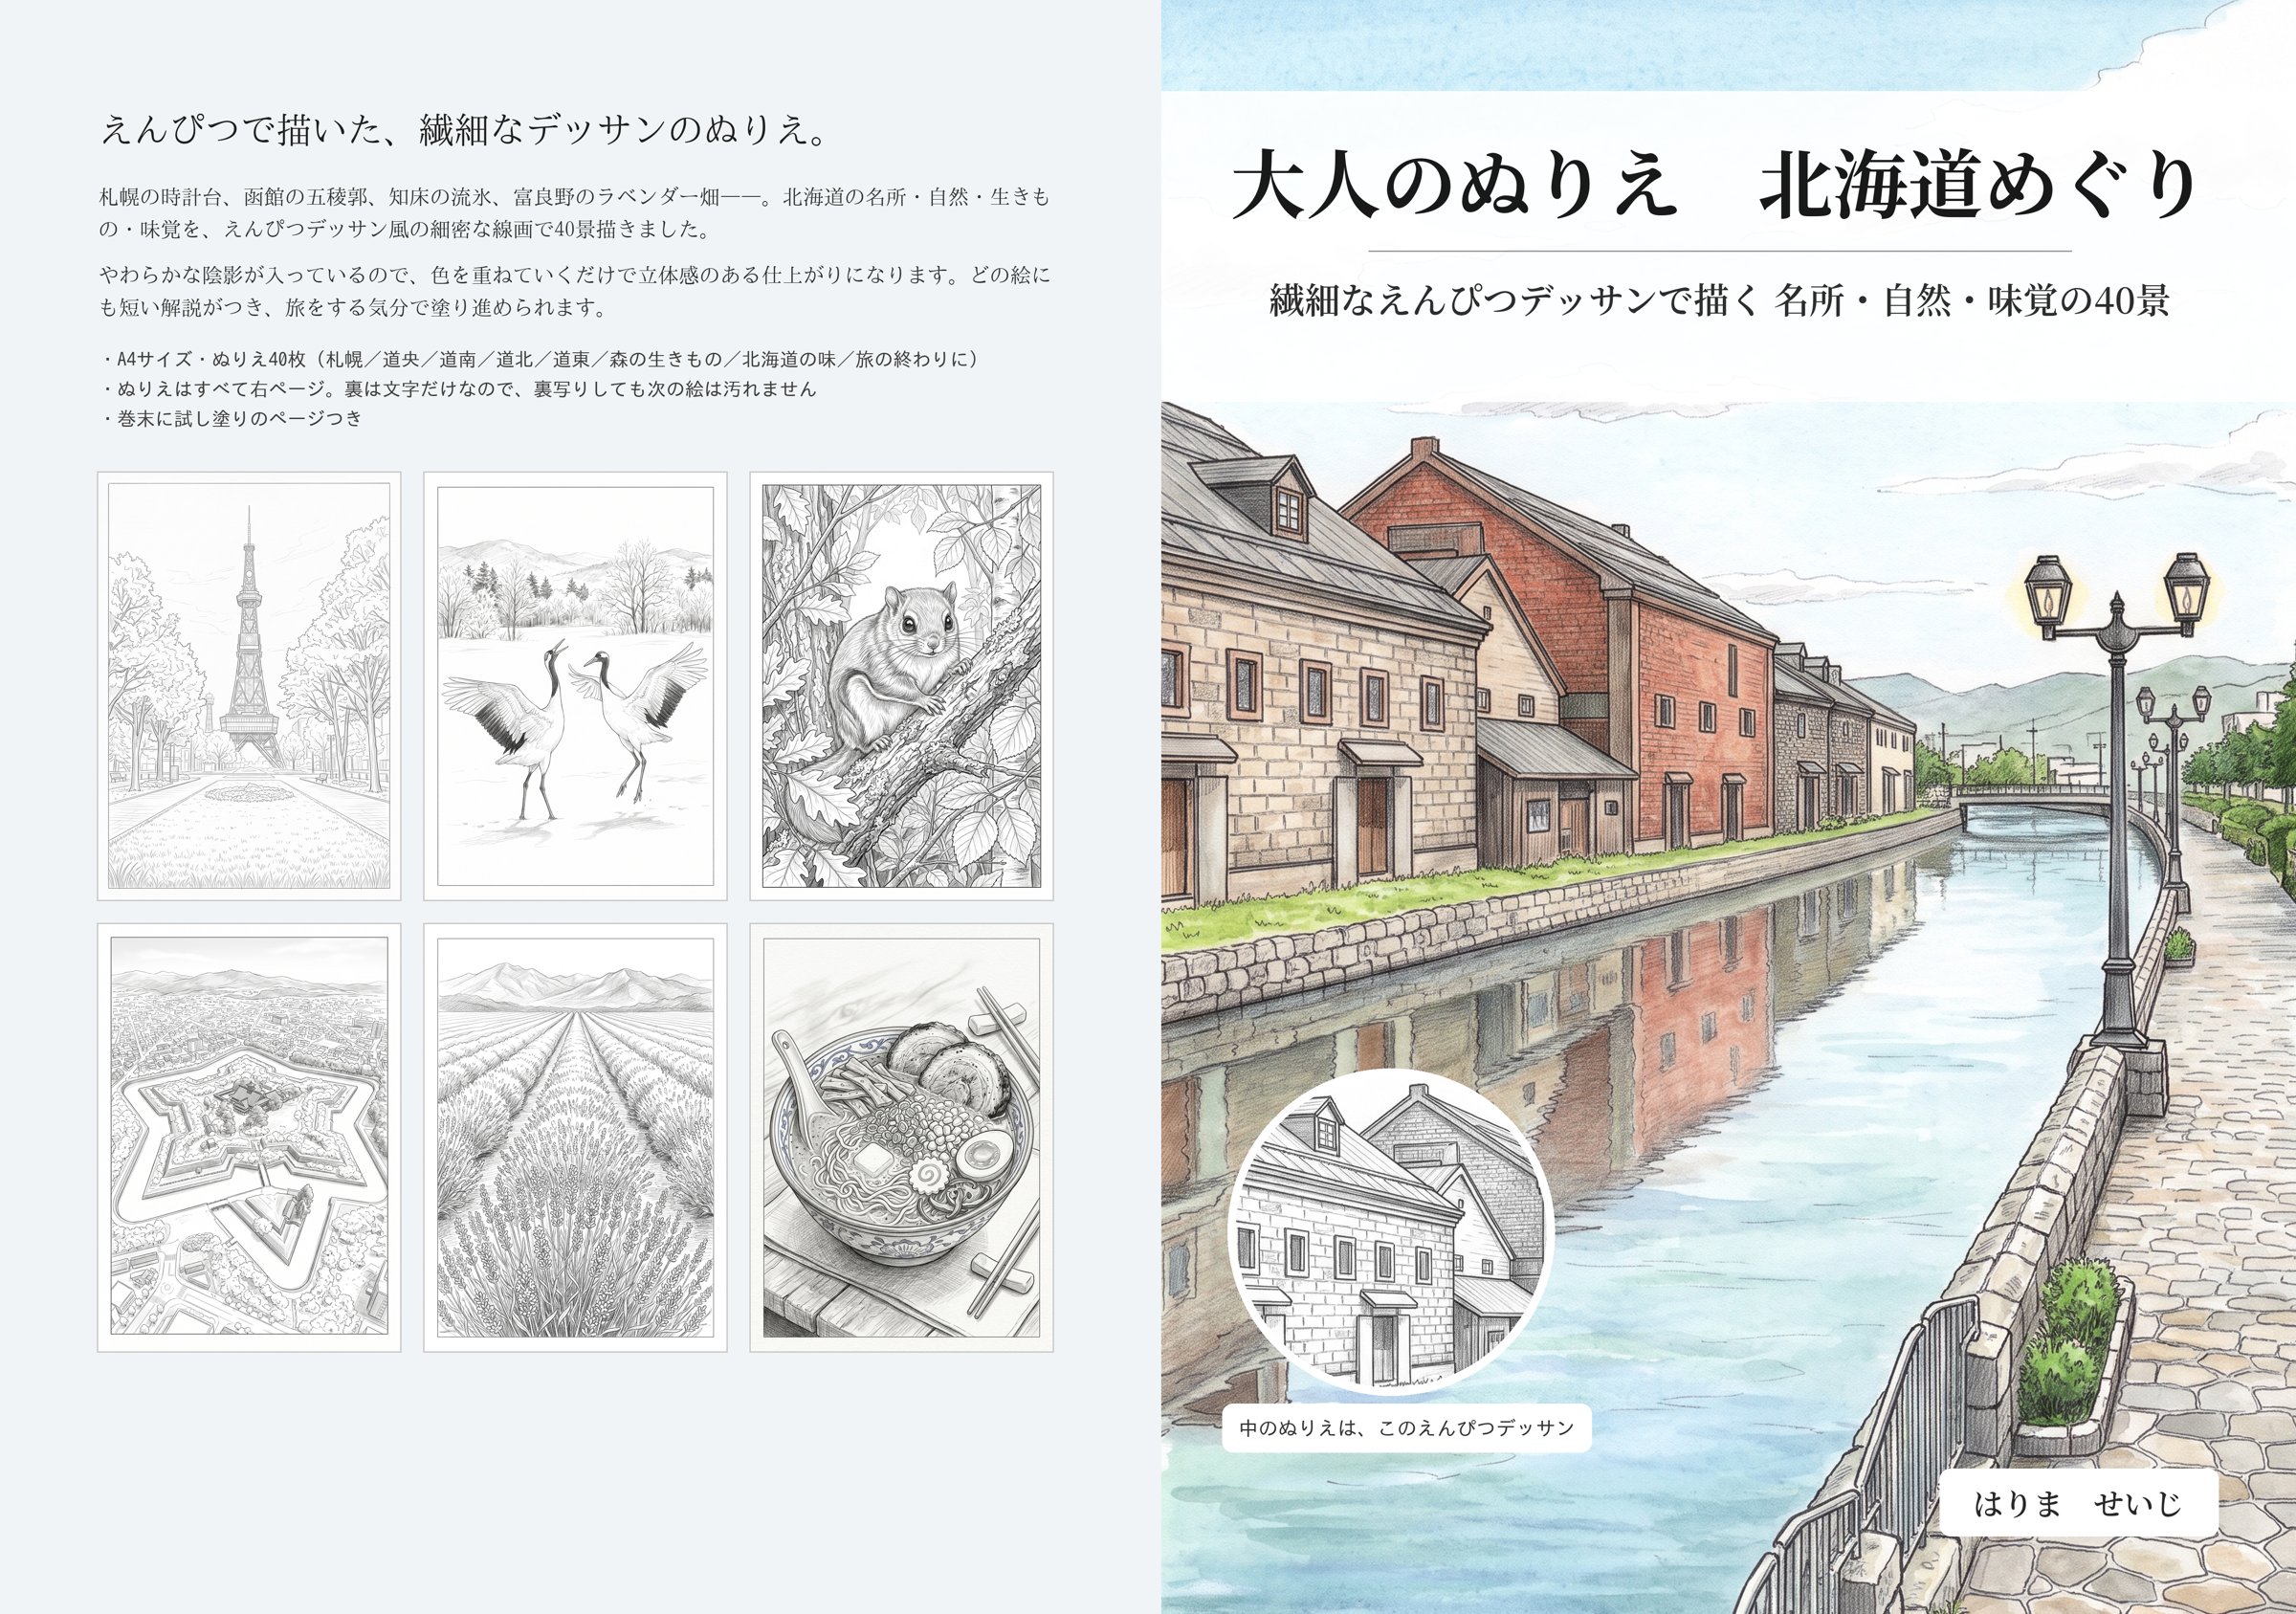 えんぴつで描いた、繊細なデッサンのぬりえ。
札幌の時計台、函館の五稜郭、知床の流氷、富良野のラベンダー畑――。北海道の名所・自然・生きも
の・味覚を、えんぴつデッサン風の細密な線画で40景描きました。
やわらかな陰影が入っているので、色を重ねていくだけで立体感のある仕上がりになります。どの絵に
も短い解説がつき、旅をする気分で塗り進められます。
・A4サイズ・ぬりえ40枚（札幌／道央／道南／道北／道東／森の生きもの／北海道の味／旅の終わりに）
・ぬりえはすべて右ページ。裏は文字だけなので、裏写りしても次の絵は汚れません
・巻末に試し塗りのページつき
大人のぬりえ　北海道めぐり
繊細なえんぴつデッサンで描く 名所・自然・味覚の40景
中のぬりえは、このえんぴつデッサン
はりま　せいじ